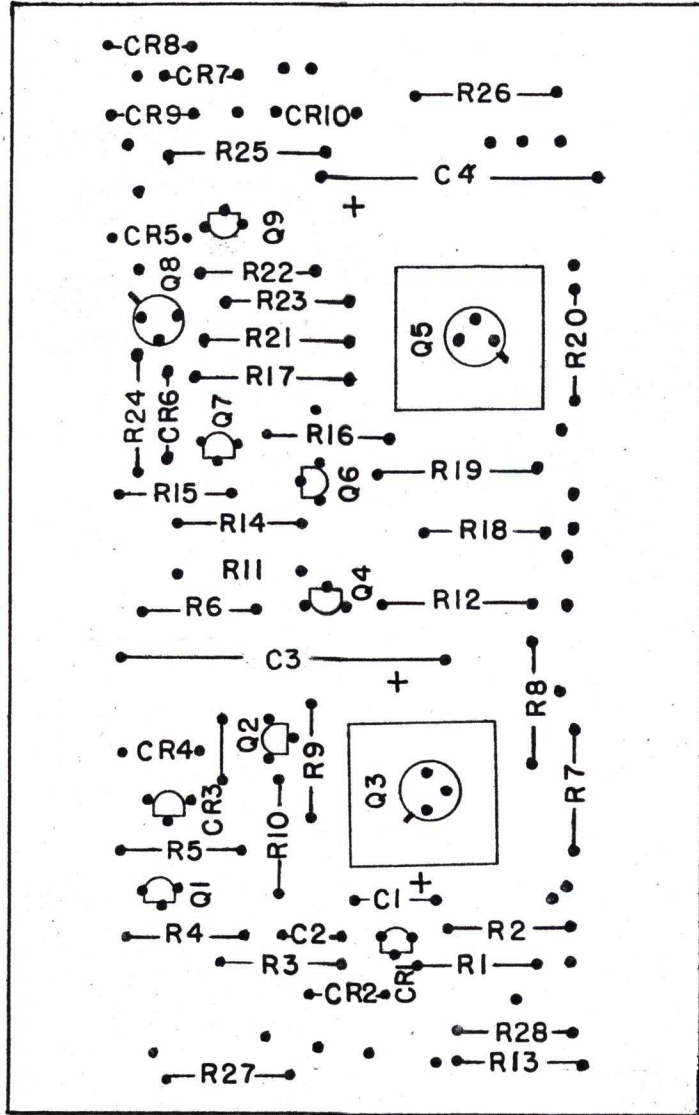 CR8
CR7
R26
CR9
CR10
R25
C4
+
Q9
CR5
Q8
R22
R23
R20
R21
Q5
R17
R24
CR6
Q7
R16
R19
Q6
R15
R14
R18
R11
Q4
R6
R12
C3
+
R8
Q2
CR4
R9
Q3
R7
CR3
R10
R5
+
Q1
C1
R4
C2
R2
R3
CR1
R1
CR2
R28
R27
R13